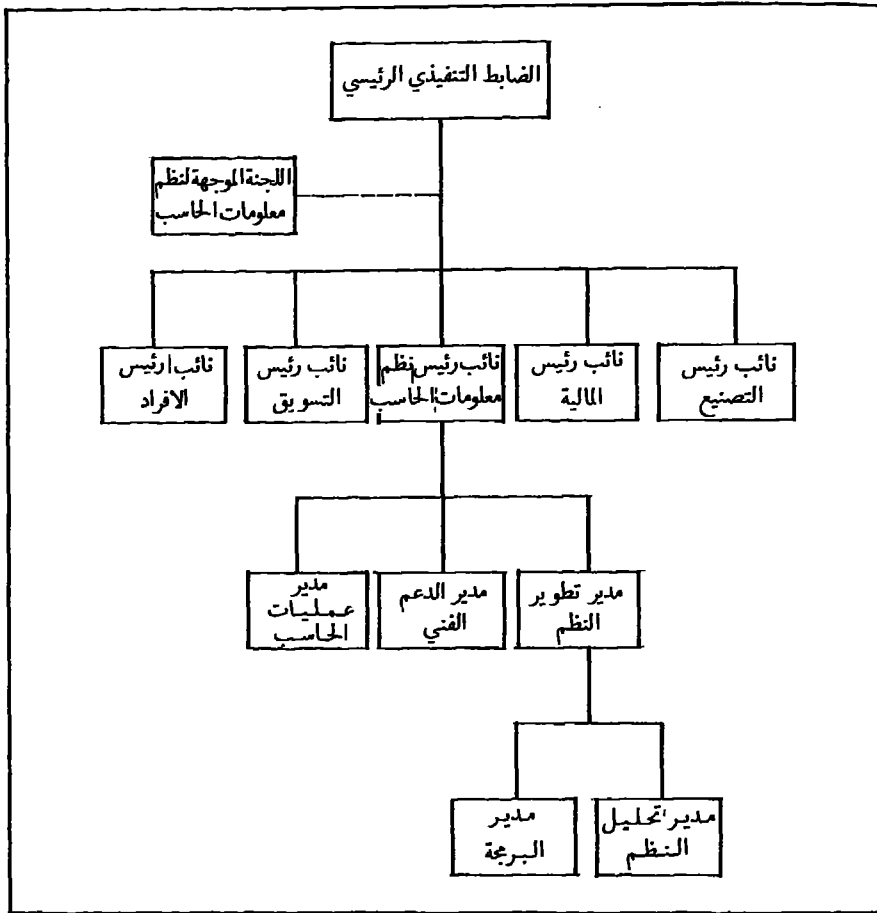 الضابط التنفيذي الرئيسي
اللجنة الموجهة لنظم
معلومات الحاسب
نائب رئيس
التصنيع
نائب رئيس
المالية
نائب رئيس نظم
معلومات الحاسب
نائب رئيس
التسويق
نائب رئيس
الافراد
مدير تطوير
النظم
مدير الدعم
الفني
مدير
عمليات
الحاسب
مدير تحليل
النظم
مدير
البرمجة